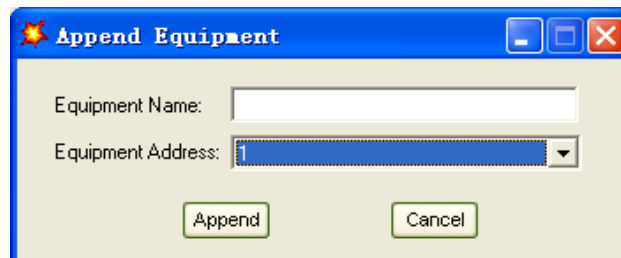 Append Equipment
Equipment Name:
Equipment Address: 1
Append Cancel